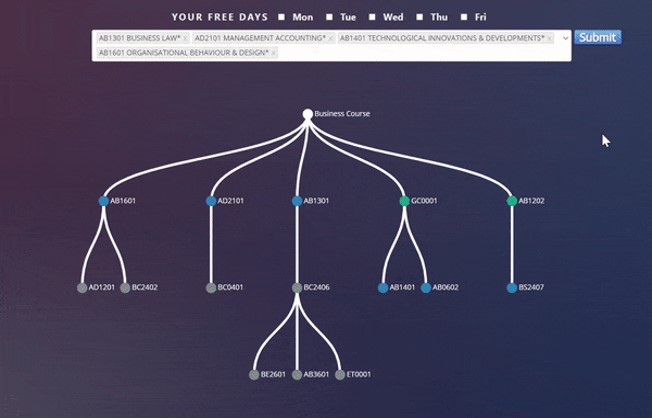 YOUR FREE DAYS Mon Tue Wed Thu Fri
AB1301 BUSINESS LAW* × AD2101 MANAGEMENT ACCOUNTING* × AB1401 TECHNOLOGICAL INNOVATIONS & DEVELOPMENTS* × Submit
AB1601 ORGANISATIONAL BEHAVIOUR & DESIGN* ×
Business Course
AB1601 AD2101 AB1301 GC0001 AB1202
AD1201 BC2402 BC0401 BC2406 AB1401 AB0602 BS2407
BE2601 AB3601 ET0001